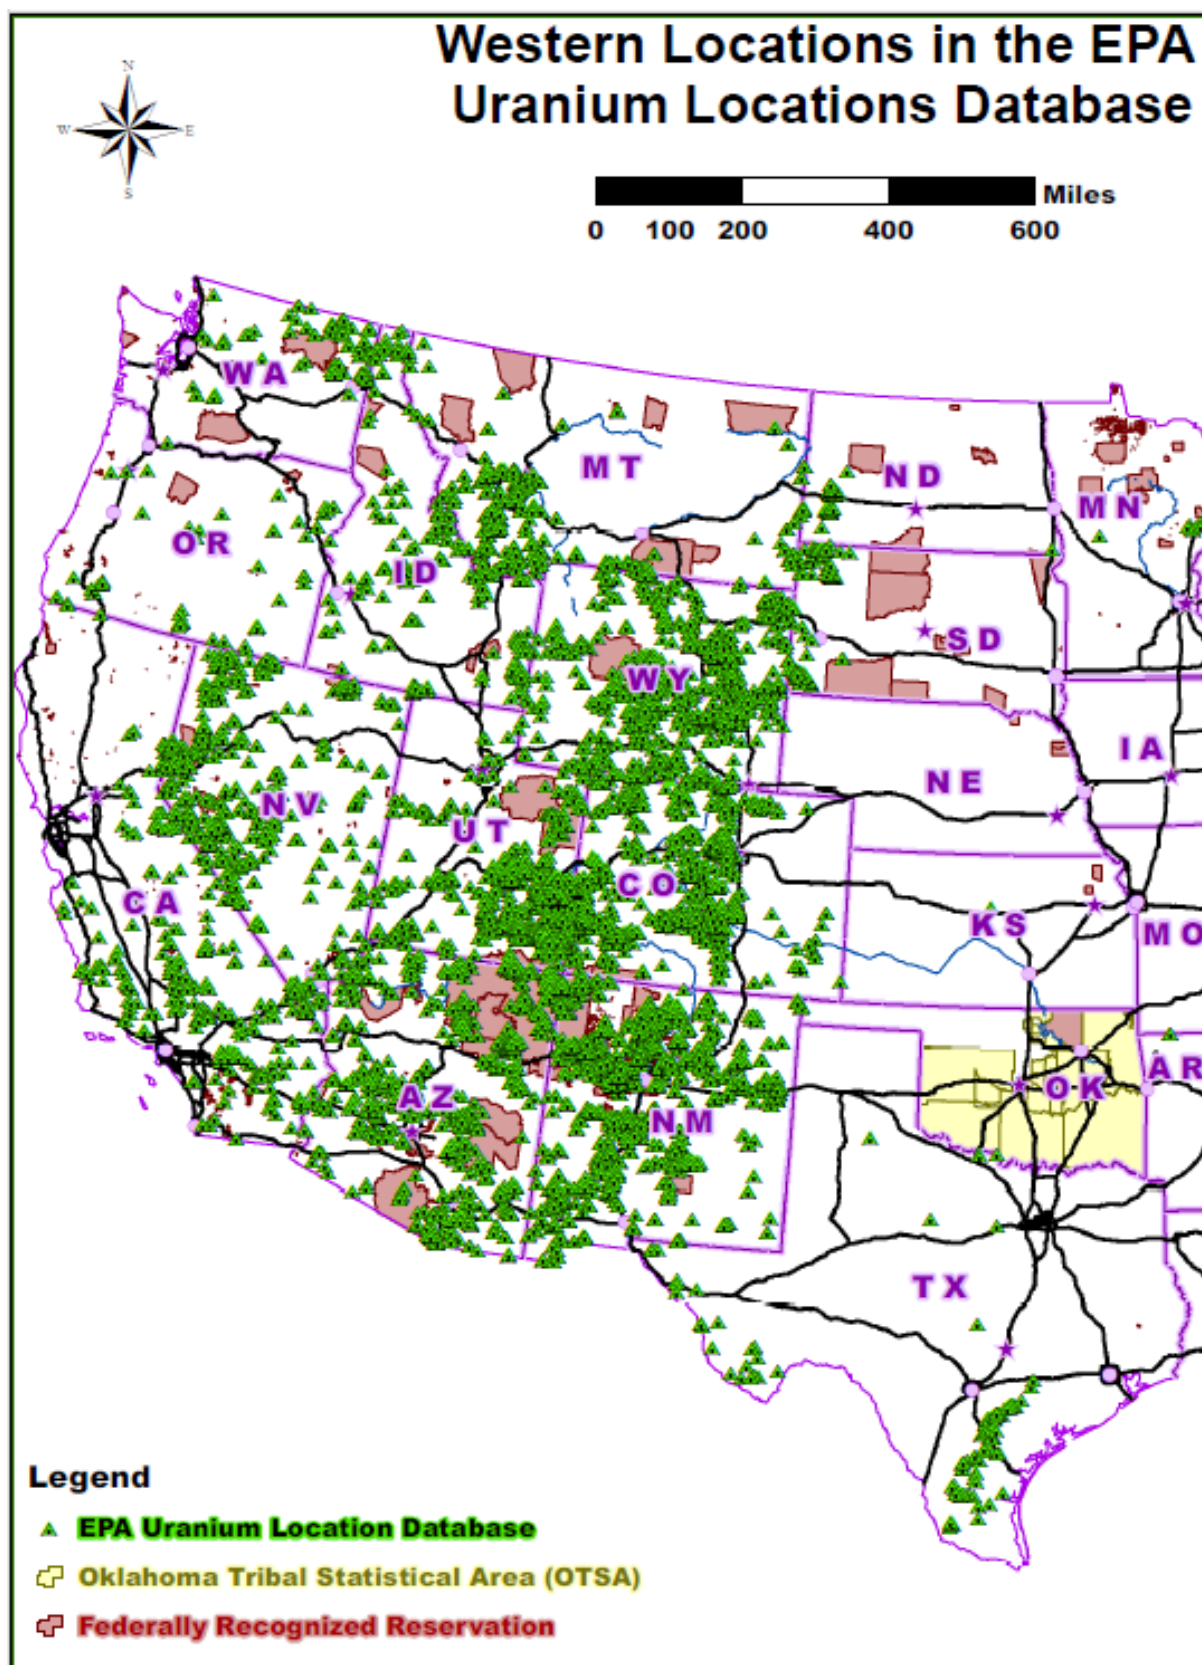 Western Locations in the EPA
Uranium Locations Database
N
W E
S
Miles
0 100 200 400 600
WA
MT
ND
MN
OR
ID
SD
WY
IA
NE
NV
UT
CO
CA
KS
MO
AZ
NM
OK
AR
TX
Legend
EPA Uranium Location Database
Oklahoma Tribal Statistical Area (OTSA)
Federally Recognized Reservation